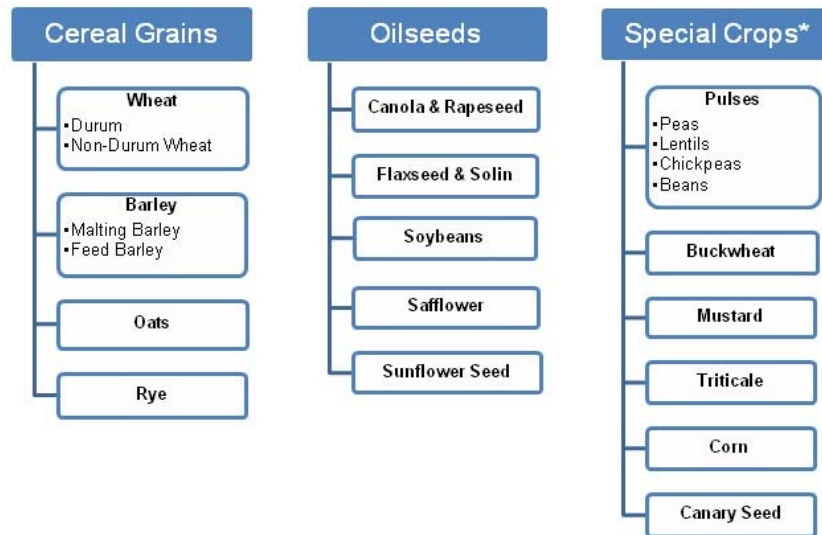 Cereal Grains
Wheat
▪Durum
▪Non-Durum Wheat
Barley
▪Malting Barley
▪Feed Barley
Oats
Rye
Oilseeds
Canola & Rapeseed
Flaxseed & Solin
Soybeans
Safflower
Sunflower Seed
Special Crops*
Pulses
▪Peas
▪Lentils
▪Chickpeas
▪Beans
Buckwheat
Mustard
Triticale
Corn
Canary Seed